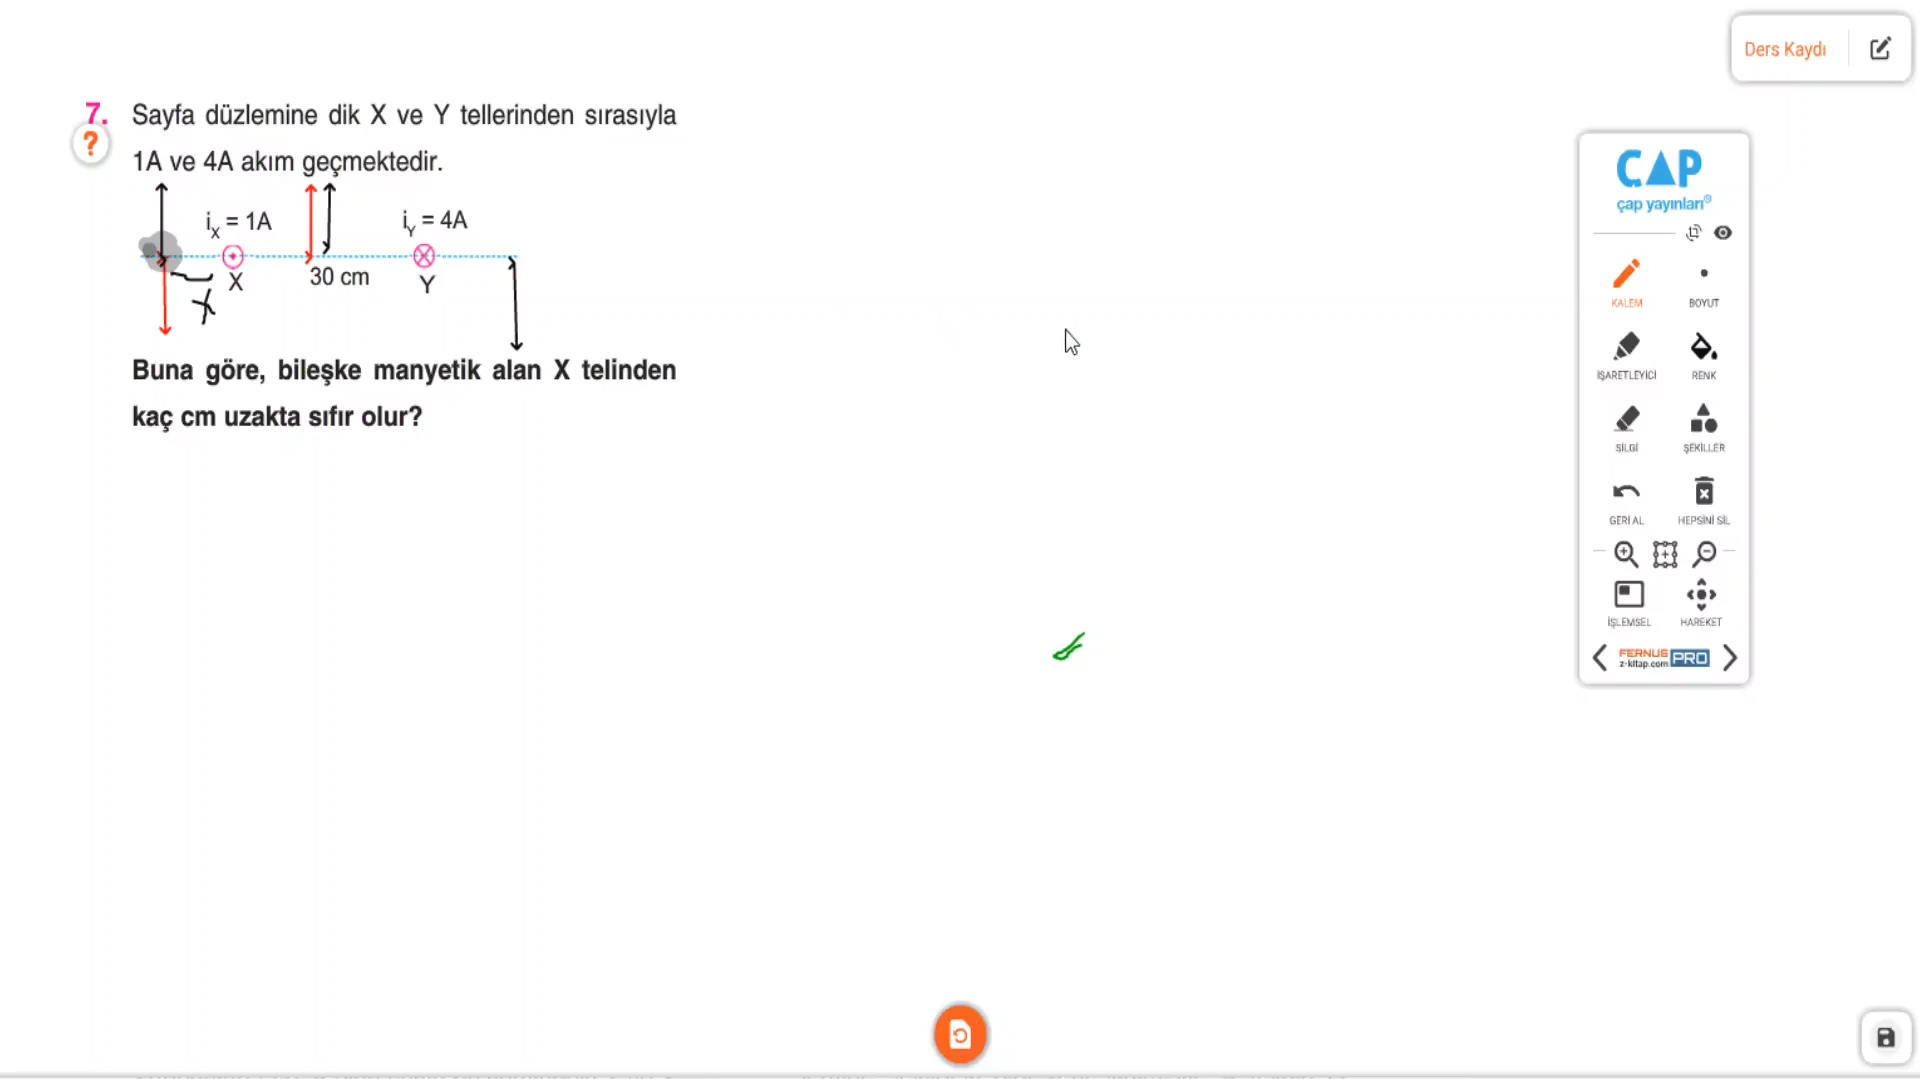 Ders Kaydı
7. Sayfa düzlemine dik X ve Y tellerinden sırasıyla
?
1A ve 4A akım geçmektedir.
iX = 1A
iY = 4A
X
30 cm
Y
x
Buna göre, bileşke manyetik alan X telinden
kaç cm uzakta sıfır olur?
ÇAP
çap yayınları®
KALEM
BOYUT
İŞARETLEYİCİ
RENK
SİLGİ
ŞEKİLLER
GERİ AL
HEPSİNİ SİL
İŞLEMSEL
HAREKET
FERNUS
z-kitap.com PRO